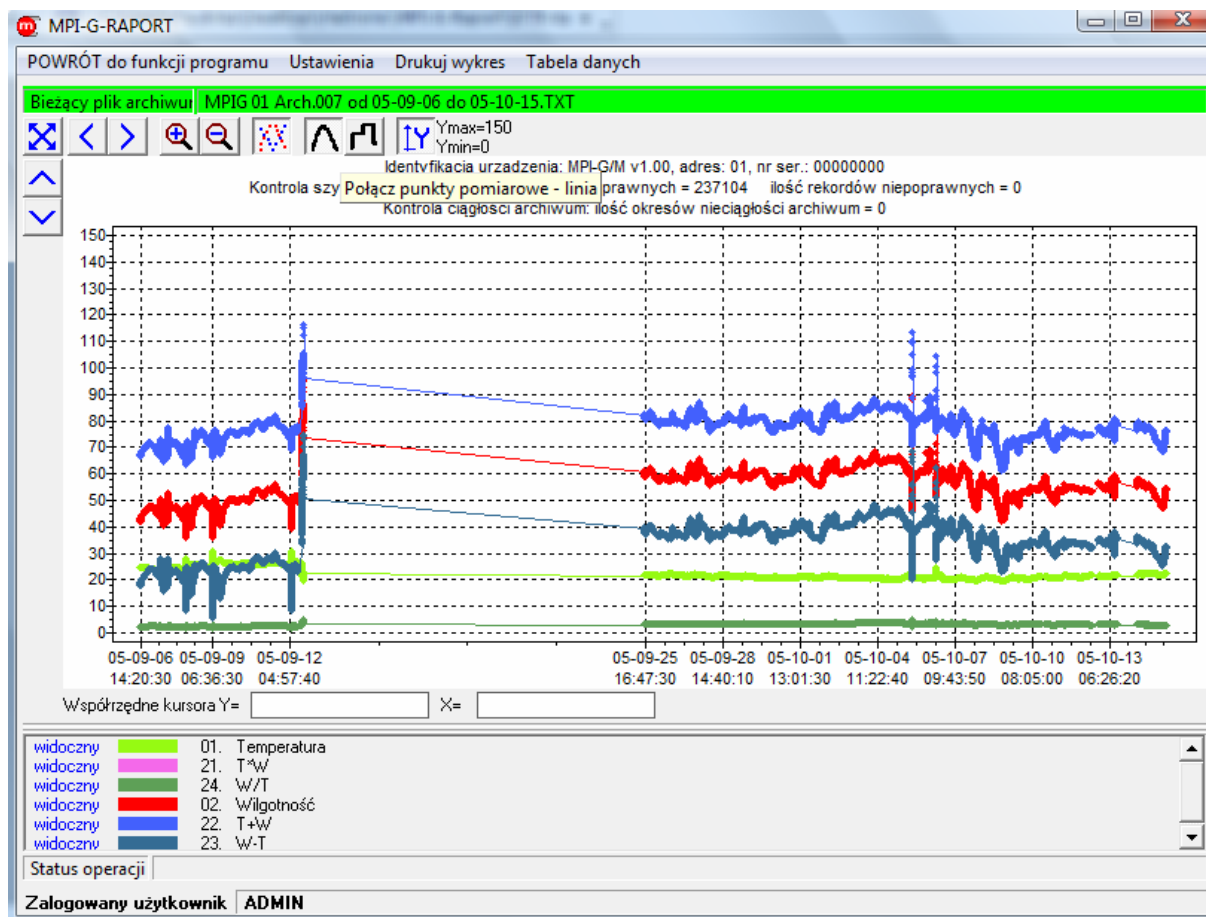 MPI-G-RAPORT
POWRÓT do funkcji programu Ustawienia Drukuj wykres Tabela danych
Bieżący plik archiwur MPIG 01 Arch.007 od 05-09-06 do 05-10-15.TXT
Ymax=150
Ymin=0
Identyfikacja urządzenia: MPI-G/M v1.00, adres: 01, nr ser.: 00000000
Kontrola szy Połącz punkty pomiarowe - linia prawnych = 237104 ilość rekordów niepoprawnych = 0
Kontrola ciągłości archiwum: ilość okresów nieciągłości archiwum = 0
150
140
130
120
110
100
90
80
70
60
50
40
30
20
10
0
05-09-06 05-09-09 05-09-12 05-09-25 05-09-28 05-10-01 05-10-04 05-10-07 05-10-10 05-10-13
14:20:30 06:36:30 04:57:40 16:47:30 14:40:10 13:01:30 11:22:40 09:43:50 08:05:00 06:26:20
Współrzędne kursora Y= X=
widoczny 01. Temperatura
widoczny 21. T*W
widoczny 24. W/T
widoczny 02. Wilgotność
widoczny 22. T+W
widoczny 23. W-T
Status operacji
Zalogowany użytkownik ADMIN